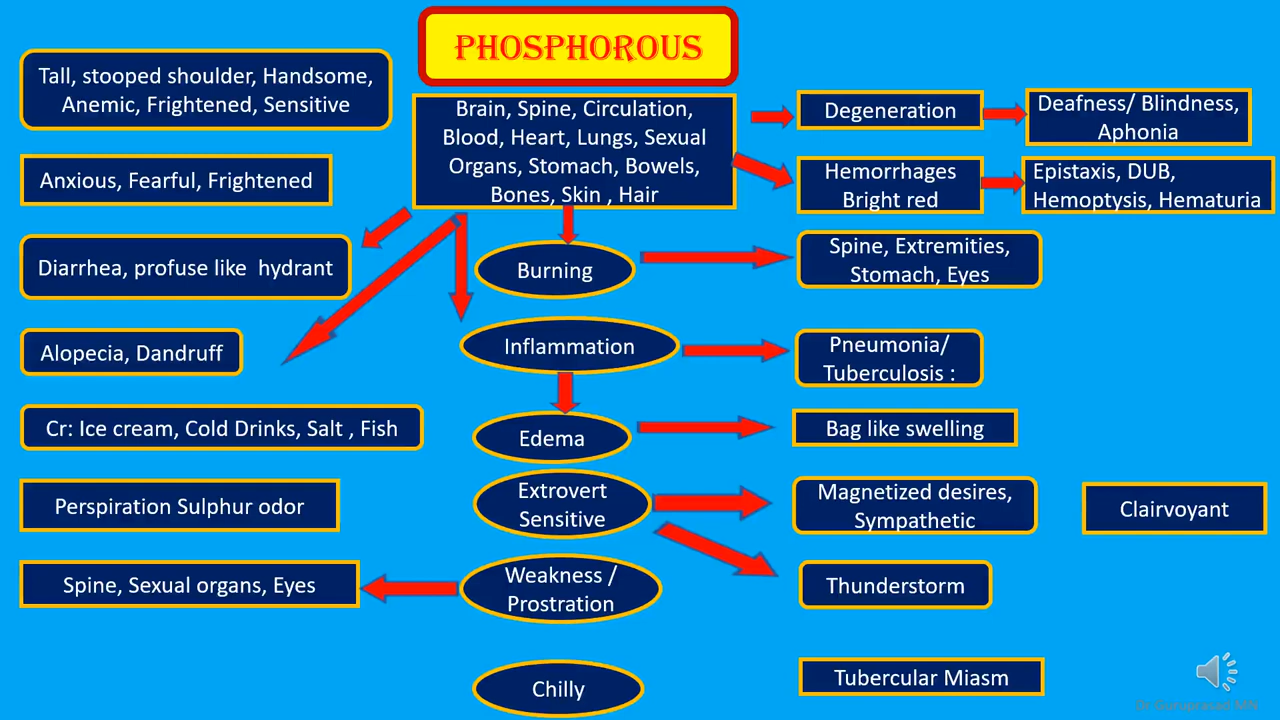 PHOSPHOROUS
Tall, stooped shoulder, Handsome,
Anemic, Frightened, Sensitive
Anxious, Fearful, Frightened
Diarrhea, profuse like hydrant
Alopecia, Dandruff
Cr: Ice cream, Cold Drinks, Salt , Fish
Perspiration Sulphur odor
Spine, Sexual organs, Eyes
Brain, Spine, Circulation,
Blood, Heart, Lungs, Sexual
Organs, Stomach, Bowels,
Bones, Skin , Hair
Burning
Inflammation
Edema
Extrovert
Sensitive
Weakness /
Prostration
Chilly
Degeneration
Deafness/ Blindness,
Aphonia
Hemorrhages
Bright red
Epistaxis, DUB,
Hemoptysis, Hematuria
Spine, Extremities,
Stomach, Eyes
Pneumonia/
Tuberculosis :
Bag like swelling
Magnetized desires,
Sympathetic
Clairvoyant
Thunderstorm
Tubercular Miasm
Dr Guruprasad